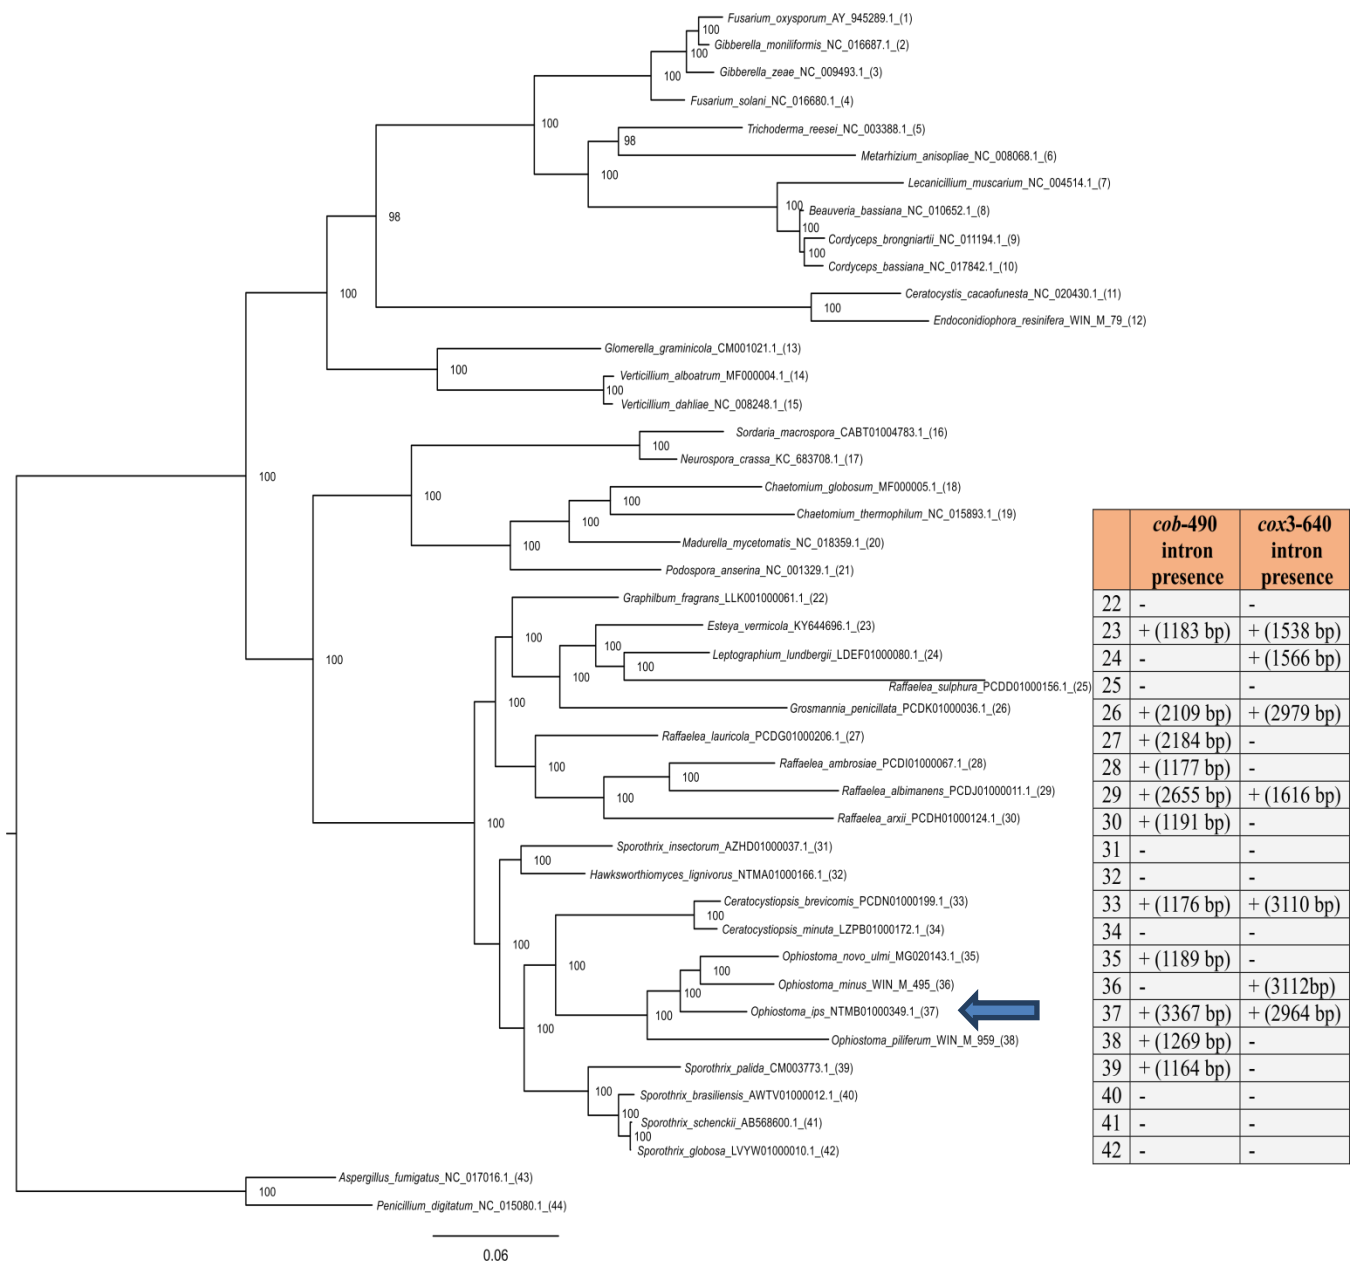 Fusarium_oxysporum_AY_945289.1_(1)
100
Gibberella_moniliformis_NC_016687.1_(2)
100
Gibberella_zeae_NC_009493.1_(3)
100
Fusarium_solani_NC_016680.1_(4)
100
Trichoderma_reesei_NC_003388.1_(5)
98
Metarhizium_anisopliae_NC_008068.1_(6)
100
Lecanicillium_muscarium_NC_004514.1_(7)
100
Beauveria_bassiana_NC_010652.1_(8)
98
100
Cordyceps_brongniartii_NC_011194.1_(9)
100
Cordyceps_bassiana_NC_017842.1_(10)
100
Ceratocystis_cacaofunesta_NC_020430.1_(11)
100
Endoconidiophora_resinifera_WIN_M_79_(12)
Glomerella_graminicola_CM001021.1_(13)
100
Verticillium_alboatrum_MF000004.1_(14)
100
Verticillium_dahliae_NC_008248.1_(15)
Sordaria_macrospora_CABT01004783.1_(16)
100
Neurospora_crassa_KC_683708.1_(17)
100
Chaetomium_globosum_MF000005.1_(18)
100
100
Chaetomium_thermophilum_NC_015893.1_(19)
100
Madurella_mycetomatis_NC_018359.1_(20)
100
Podospora_anserina_NC_001329.1_(21)
Graphilbum_fragrans_LLK001000061.1_(22)
Esteya_vermicola_KY644696.1_(23)
100
100
Leptographium_lundbergii_LDEF01000080.1_(24)
100
100
100
Raffaelea_sulphura_PCDD01000156.1_(25)
100
Grosmannia_penicillata_PCDK01000036.1_(26)
Raffaelea_lauricola_PCDG01000206.1_(27)
100
Raffaelea_ambrosiae_PCDI01000067.1_(28)
100
Raffaelea_albimanens_PCDJ01000011.1_(29)
100
Raffaelea_arxii_PCDH01000124.1_(30)
100
Sporothrix_insectorum_AZHD01000037.1_(31)
100
Hawksworthiomyces_lignivorus_NTMA01000166.1_(32)
Ceratocystiopsis_brevicomis_PCDN01000199.1_(33)
100
Ceratocystiopsis_minuta_LZPB01000172.1_(34)
100
100
Ophiostoma_novo_ulmi_MG020143.1_(35)
100
Ophiostoma_minus_WIN_M_495_(36)
100
Ophiostoma_ips_NTMB01000349.1_(37)
100
100
Ophiostoma_piliferum_WIN_M_959_(38)
Sporothrix_palida_CM003773.1_(39)
100
Sporothrix_brasiliensis_AWTV01000012.1_(40)
100
Sporothrix_schenckii_AB568600.1_(41)
100
Sporothrix_globosa_LVYW01000010.1_(42)
Aspergillus_fumigatus_NC_017016.1_(43)
100
Penicillium_digitatum_NC_015080.1_(44)
0.06
cob-490 intron presence cox3-640 intron presence
22 - -
23 + (1183 bp) + (1538 bp)
24 - + (1566 bp)
25 - -
26 + (2109 bp) + (2979 bp)
27 + (2184 bp) -
28 + (1177 bp) -
29 + (2655 bp) + (1616 bp)
30 + (1191 bp) -
31 - -
32 - -
33 + (1176 bp) + (3110 bp)
34 - -
35 + (1189 bp) -
36 - + (3112bp)
37 + (3367 bp) + (2964 bp)
38 + (1269 bp) -
39 + (1164 bp) -
40 - -
41 - -
42 - -